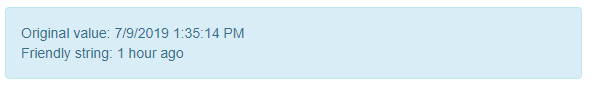 Original value: 7/9/2019 1:35:14 PM
Friendly string: 1 hour ago